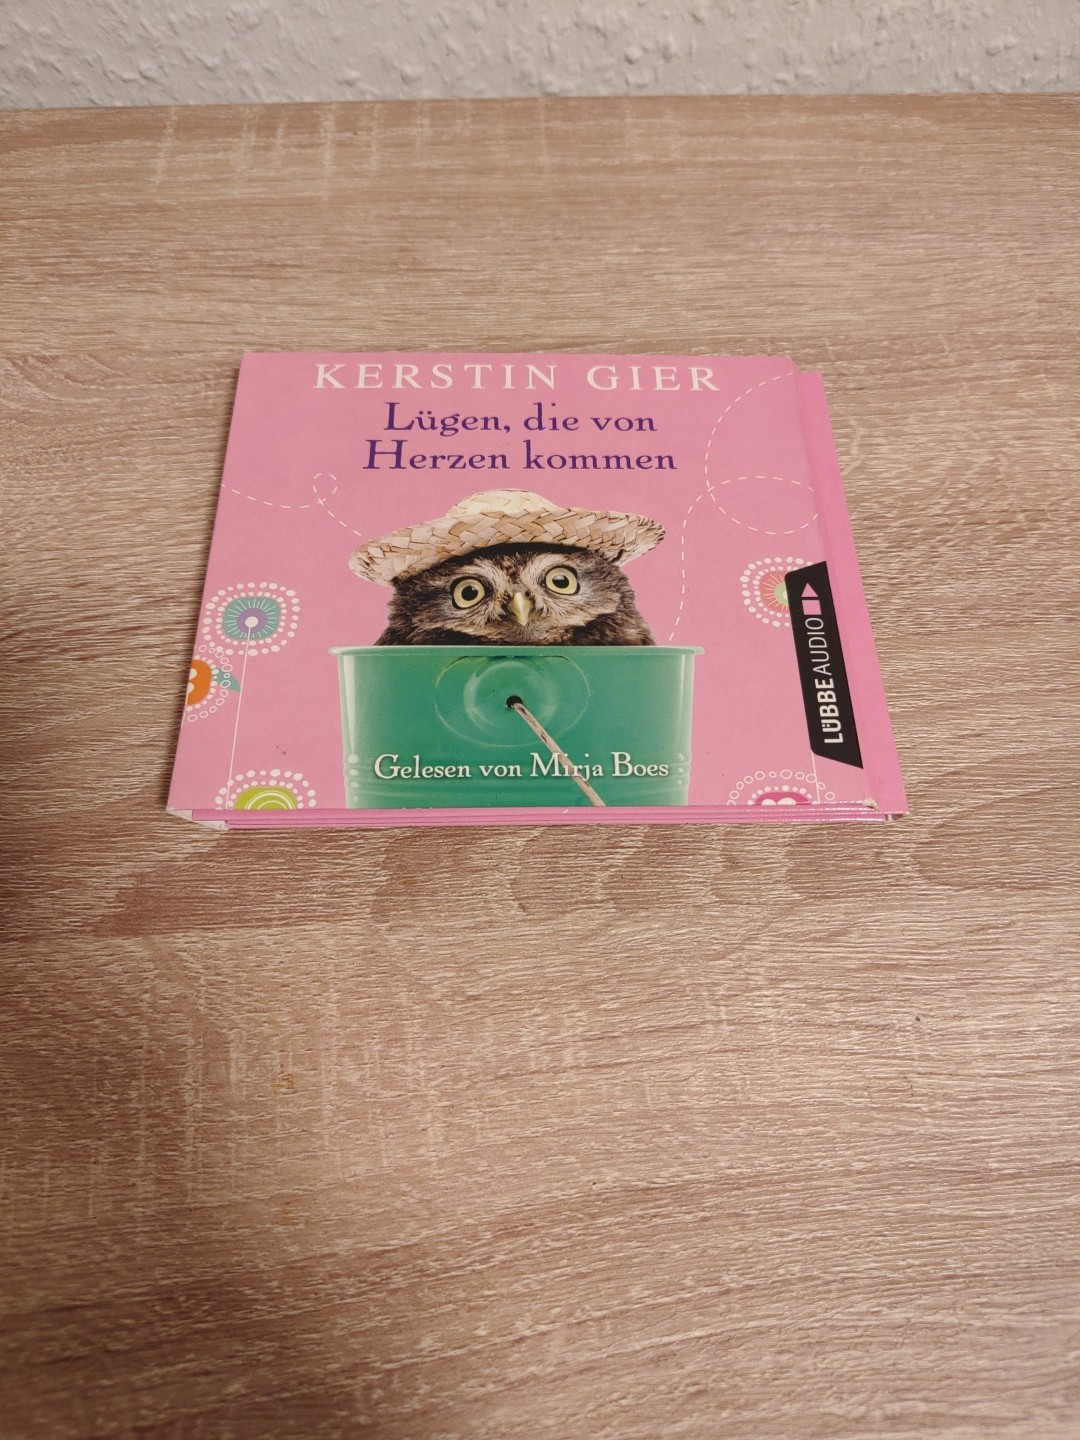 KERSTIN GIER
Lügen, die von
Herzen kommen
Gelesen von Mirja Boes
LÜBBE AUDIO